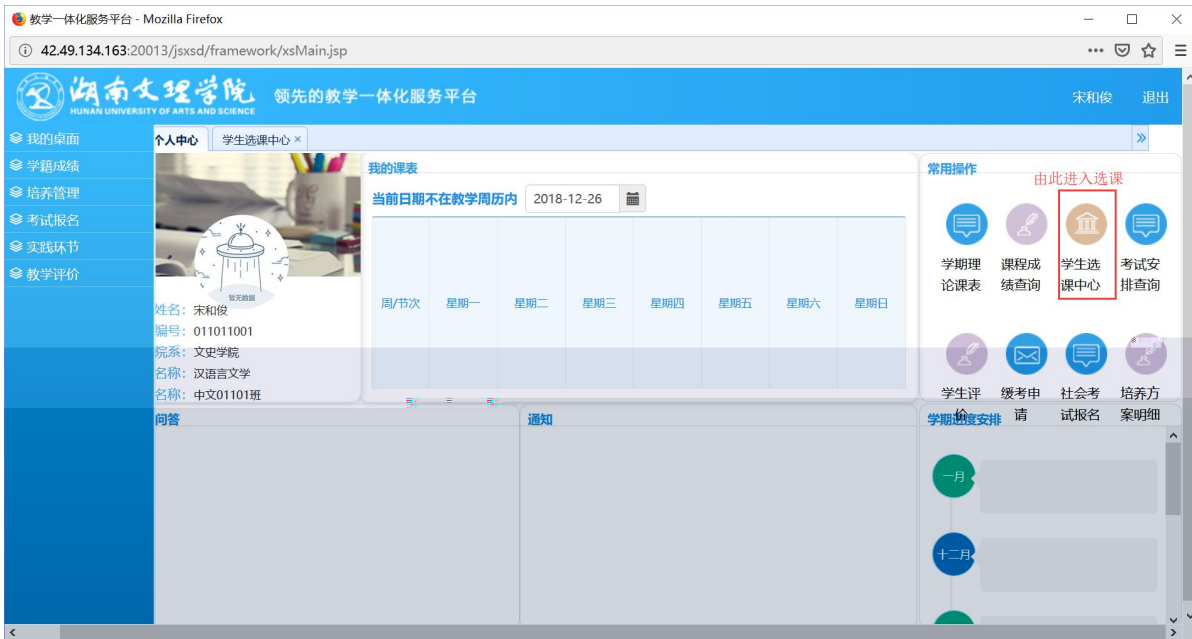 教学一体化服务平台 - Mozilla Firefox
42.49.134.163:20013/jsxsd/framework/xsMain.jsp
湖南文理学院
HUNAN UNIVERSITY OF ARTS AND SCIENCE
领先的教学一体化服务平台
宋和俊 退出
我的桌面
学籍成绩
培养管理
考试报名
实践环节
教学评价
个人中心 学生选课中心 ×
暂无数据
姓名：宋和俊
编号：011011001
院系：文史学院
名称：汉语言文学
名称：中文01101班
我的课表
当前日期不在教学周历内 2018-12-26
周/节次 星期一 星期二 星期三 星期四 星期五 星期六 星期日
常用操作
由此进入选课
学期理论课表
课程成绩查询
学生选课中心
考试安排查询
学生评价
缓考申请
社会考试报名
培养方案明细
问答
通知
学期进度安排
一月
十二月